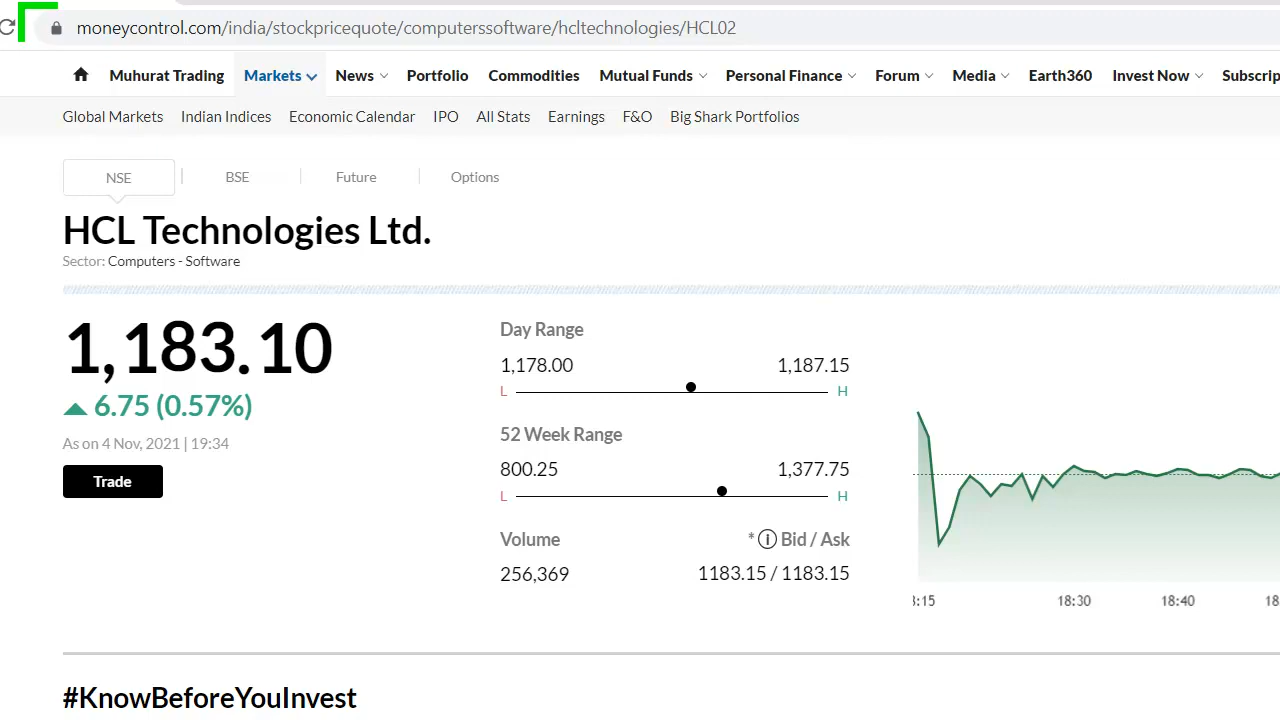 moneycontrol.com/india/stockpricequote/computerssoftware/hcltechnologies/HCL02
Muhurat Trading Markets News Portfolio Commodities Mutual Funds Personal Finance Forum Media Earth360 Invest Now Subscrip
Global Markets Indian Indices Economic Calendar IPO All Stats Earnings F&O Big Shark Portfolios
NSE BSE Future Options
HCL Technologies Ltd.
Sector: Computers - Software
1,183.10
6.75 (0.57%)
As on 4 Nov, 2021 | 19:34
Trade
Day Range
1,178.00 1,187.15
L H
52 Week Range
800.25 1,377.75
L H
Volume * i Bid / Ask
256,369 1183.15 / 1183.15
:15 18:30 18:40 18
#KnowBeforeYouInvest